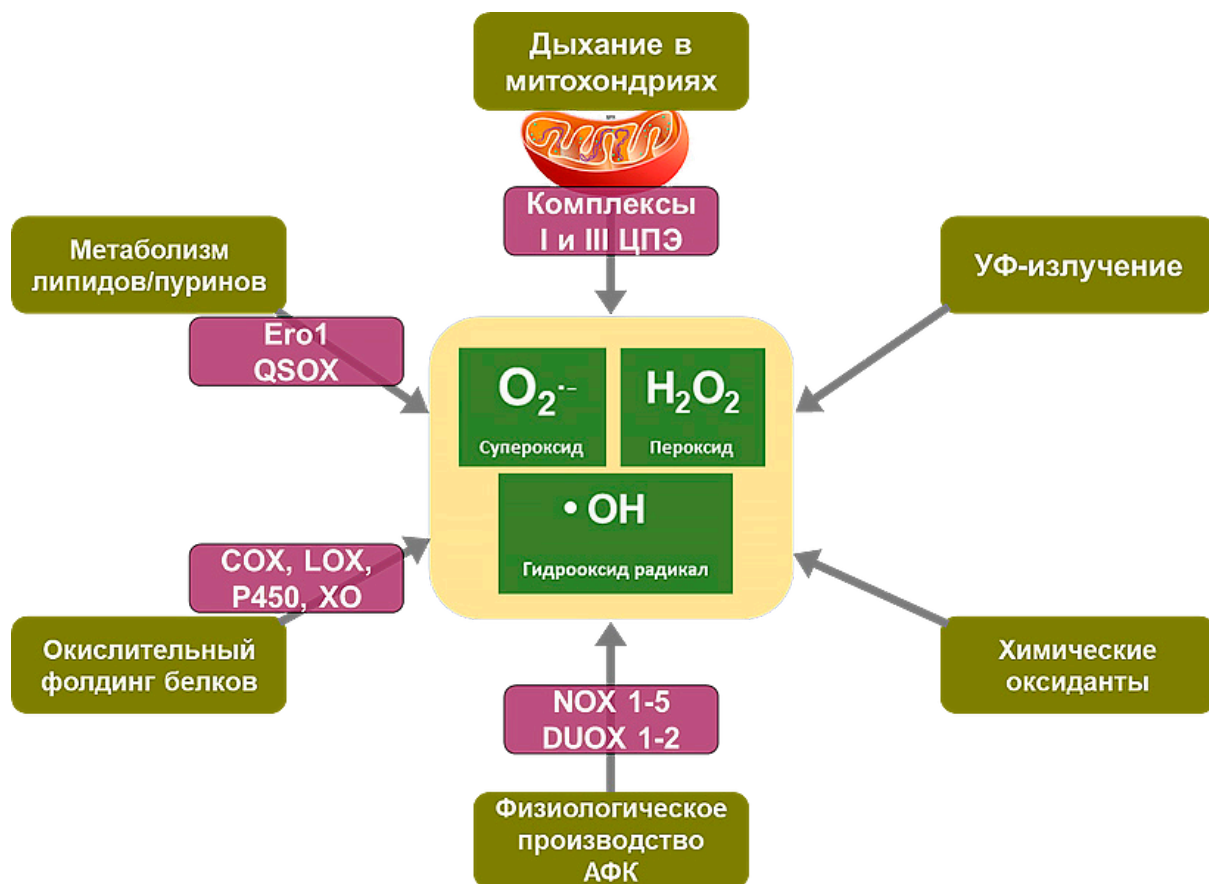 Дыхание в
митохондриях
Комплексы
I и III ЦПЭ
Метаболизм
липидов/пуринов
Ero1
QSOX
УФ-излучение
O₂·−
Супероксид
H₂O₂
Пероксид
• OH
Гидрооксид радикал
COX, LOX,
P450, XO
Окислительный
фолдинг белков
Химические
оксиданты
NOX 1-5
DUOX 1-2
Физиологическое
производство
АФК